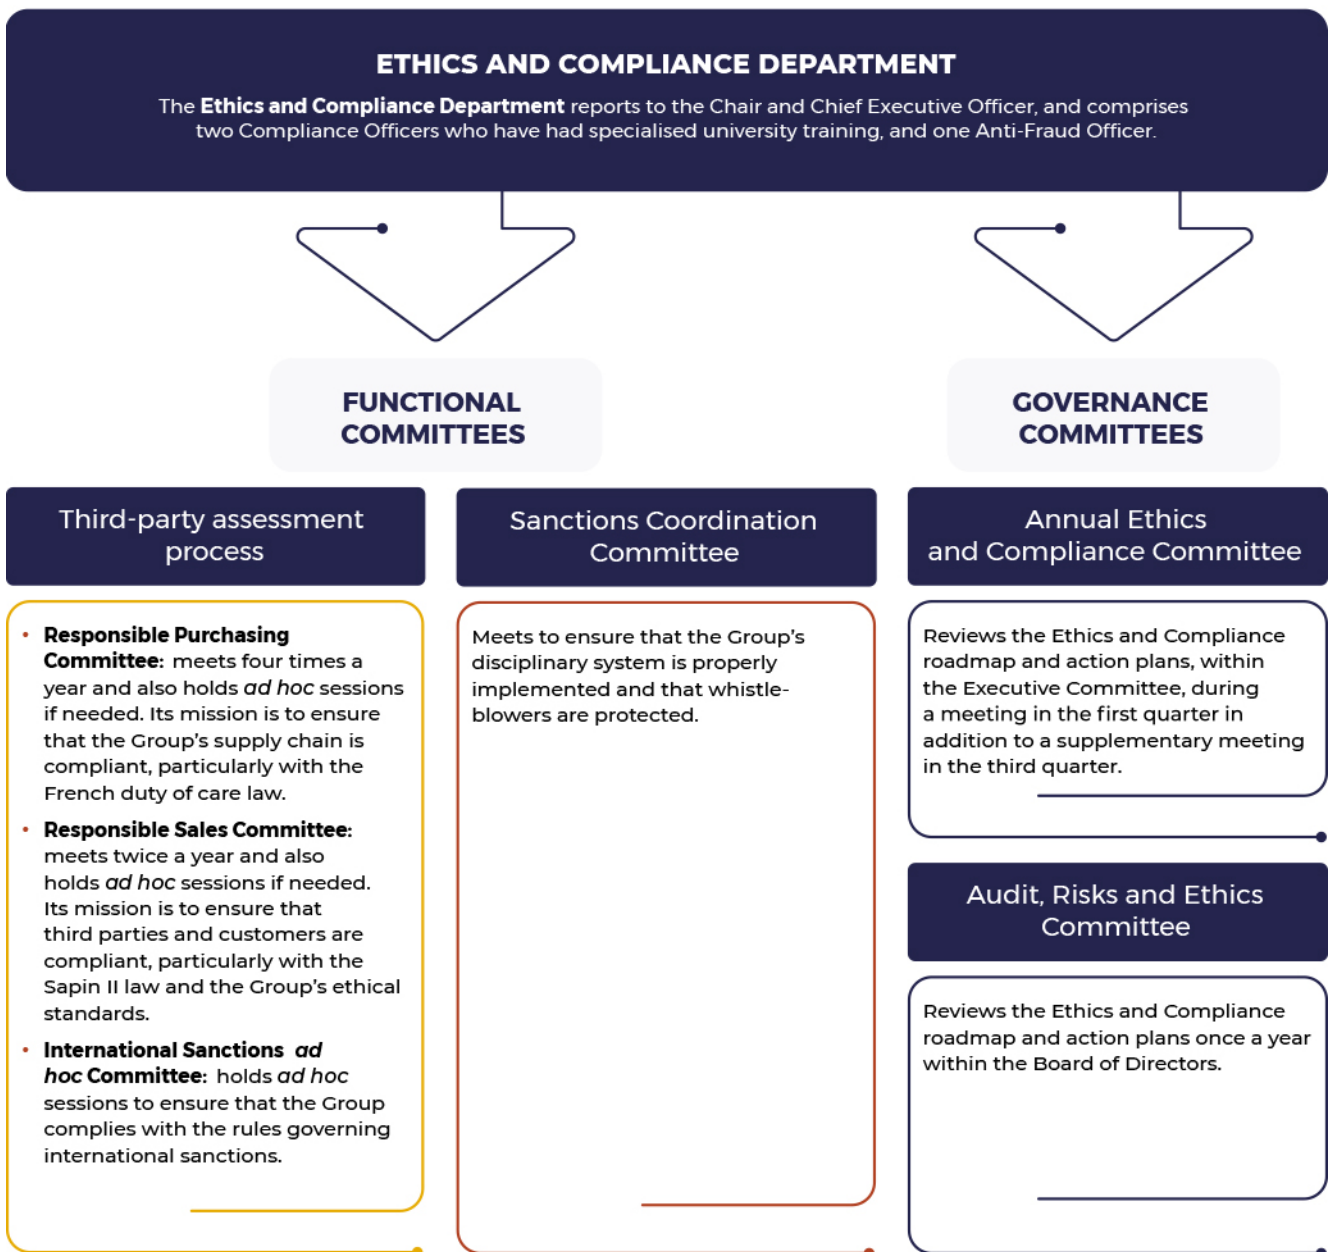 ETHICS AND COMPLIANCE DEPARTMENT
The Ethics and Compliance Department reports to the Chair and Chief Executive Officer, and comprises
two Compliance Officers who have had specialised university training, and one Anti-Fraud Officer.
FUNCTIONAL
COMMITTEES
GOVERNANCE
COMMITTEES
Third-party assessment
process
• Responsible Purchasing
Committee: meets four times a
year and also holds ad hoc sessions
if needed. Its mission is to ensure
that the Group's supply chain is
compliant, particularly with the
French duty of care law.
• Responsible Sales Committee:
meets twice a year and also
holds ad hoc sessions if needed.
Its mission is to ensure that
third parties and customers are
compliant, particularly with the
Sapin II law and the Group's ethical
standards.
• International Sanctions ad
hoc Committee: holds ad hoc
sessions to ensure that the Group
complies with the rules governing
international sanctions.
Sanctions Coordination
Committee
Meets to ensure that the Group's
disciplinary system is properly
implemented and that whistle-
blowers are protected.
Annual Ethics
and Compliance Committee
Reviews the Ethics and Compliance
roadmap and action plans, within
the Executive Committee, during
a meeting in the first quarter in
addition to a supplementary meeting
in the third quarter.
Audit, Risks and Ethics
Committee
Reviews the Ethics and Compliance
roadmap and action plans once a year
within the Board of Directors.